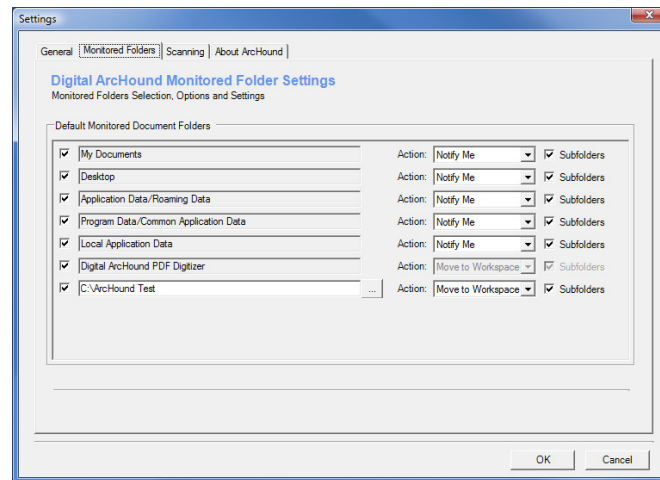 Settings
General Monitored Folders Scanning About ArcHound
Digital ArcHound Monitored Folder Settings
Monitored Folders Selection, Options and Settings
Default Monitored Document Folders
My Documents Action: Notify Me Subfolders
Desktop Action: Notify Me Subfolders
Application Data/Roaming Data Action: Notify Me Subfolders
Program Data/Common Application Data Action: Notify Me Subfolders
Local Application Data Action: Notify Me Subfolders
Digital ArcHound PDF Digitizer Action: Move to Workspace Subfolders
C:\ArcHound Test ... Action: Move to Workspace Subfolders
OK Cancel